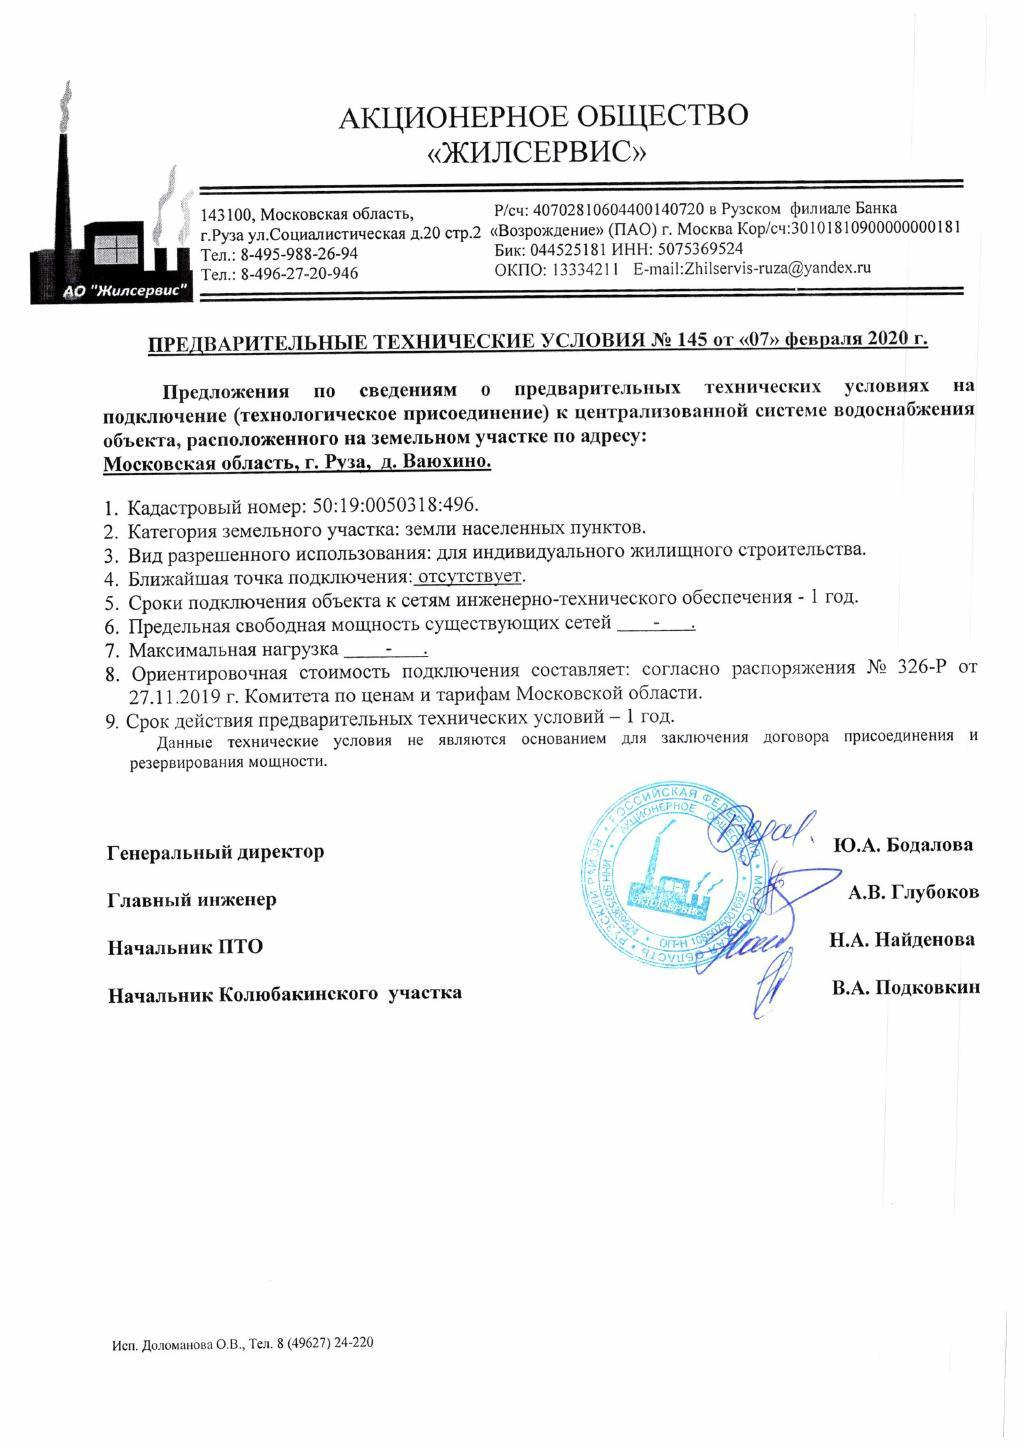 АКЦИОНЕРНОЕ ОБЩЕСТВО
«ЖИЛСЕРВИС»
АО "Жилсервис"
143100, Московская область,
г.Руза ул.Социалистическая д.20 стр.2
Тел.: 8-495-988-26-94
Тел.: 8-496-27-20-946
Р/сч: 40702810604400140720 в Рузском филиале Банка
«Возрождение» (ПАО) г. Москва Кор/сч:30101810900000000181
Бик: 044525181 ИНН: 5075369524
ОКПО: 13334211 E-mail:Zhilservis-ruza@yandex.ru
ПРЕДВАРИТЕЛЬНЫЕ ТЕХНИЧЕСКИЕ УСЛОВИЯ № 145 от «07» февраля 2020 г.
Предложения по сведениям о предварительных технических условиях на
подключение (технологическое присоединение) к централизованной системе водоснабжения
объекта, расположенного на земельном участке по адресу:
Московская область, г. Руза, д. Ваюхино.
1. Кадастровый номер: 50:19:0050318:496.
2. Категория земельного участка: земли населенных пунктов.
3. Вид разрешенного использования: для индивидуального жилищного строительства.
4. Ближайшая точка подключения: отсутствует.
5. Сроки подключения объекта к сетям инженерно-технического обеспечения - 1 год.
6. Предельная свободная мощность существующих сетей ____-____.
7. Максимальная нагрузка ____-____.
8. Ориентировочная стоимость подключения составляет: согласно распоряжения № 326-Р от
27.11.2019 г. Комитета по ценам и тарифам Московской области.
9. Срок действия предварительных технических условий – 1 год.
Данные технические условия не являются основанием для заключения договора присоединения и
резервирования мощности.
Генеральный директор Ю.А. Бодалова
Главный инженер А.В. Глубоков
Начальник ПТО Н.А. Найденова
Начальник Колюбакинского участка В.А. Подковкин
РОССИЙСКАЯ ФЕДЕРАЦИЯ • МОСКОВСКАЯ ОБЛАСТЬ • РУЗСКИЙ РАЙОН
АКЦИОНЕРНОЕ ОБЩЕСТВО
ЖИЛСЕРВИС
Исп. Доломанова О.В., Тел. 8 (49627) 24-220